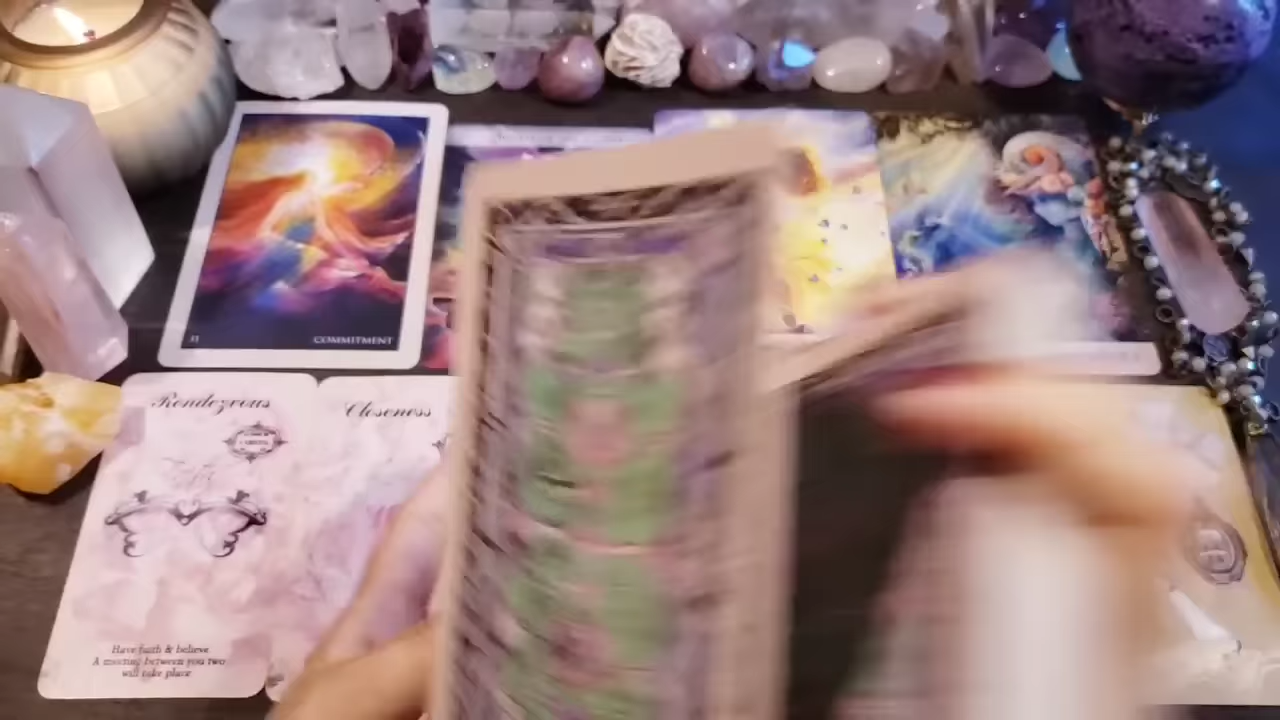 COMMITMENT
Rendezvous
Closeness
Have faith & believe
A meeting between you two
will take place